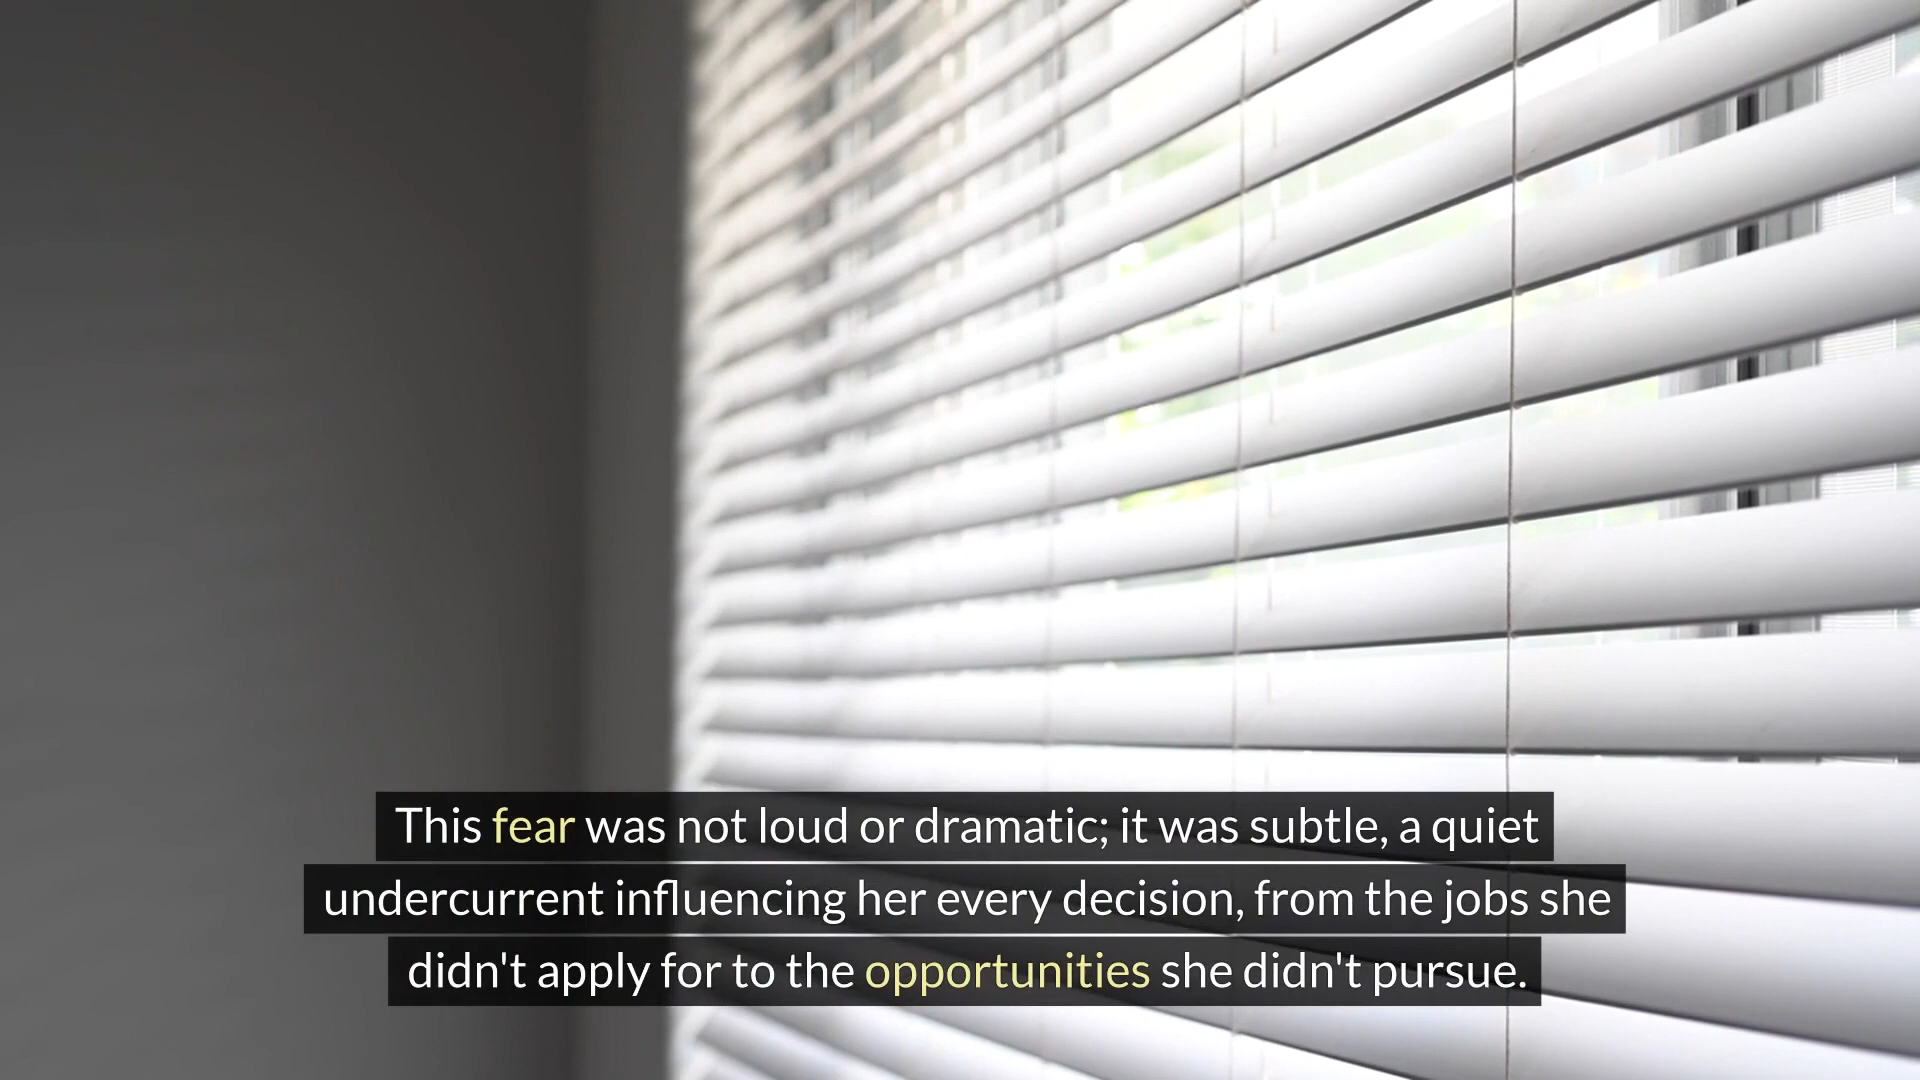 This fear was not loud or dramatic; it was subtle, a quiet
undercurrent influencing her every decision, from the jobs she
didn't apply for to the opportunities she didn't pursue.